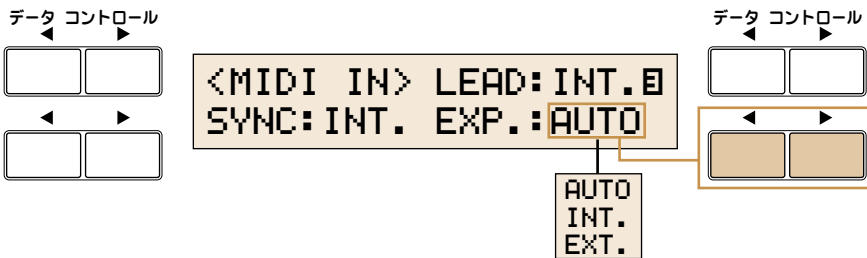 データ コントロール
◀ ▶
◀ ▶
<MIDI IN> LEAD:INT.3
SYNC:INT. EXP.:AUTO
AUTO
INT.
EXT.
データ コントロール
◀ ▶
◀ ▶